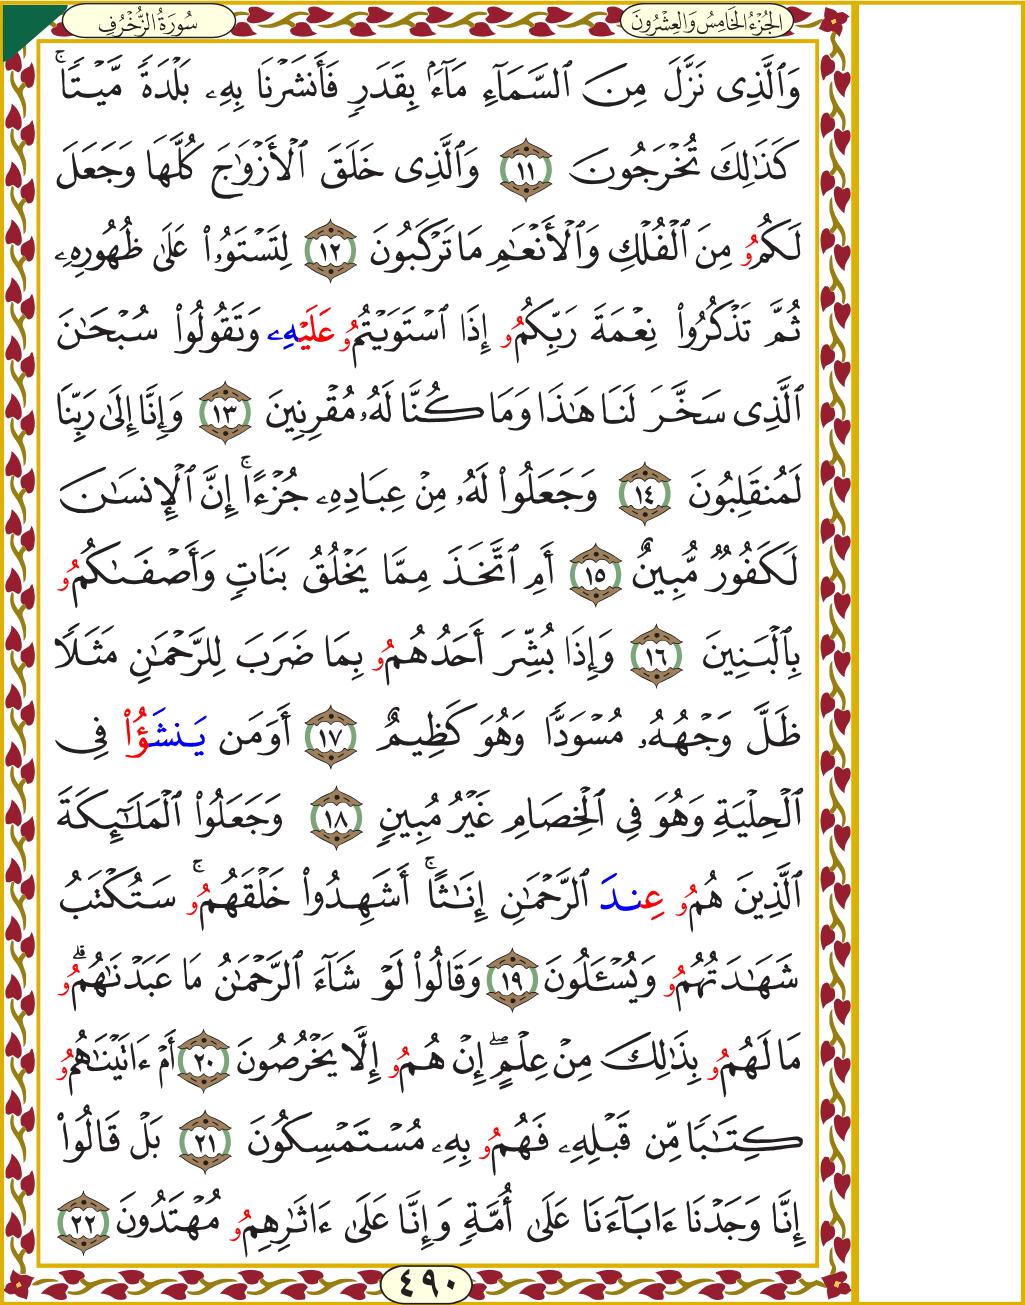 سُورَةُ الزُّخْرُفِ
الجُزْءُ الخَامِسُ وَالعِشْرُونَ
وَٱلَّذِى نَزَّلَ مِنَ ٱلسَّمَآءِ مَآءَۢ بِقَدَرٍ فَأَنشَرْنَا بِهِۦ بَلْدَةً مَّيْتًاۚ
كَذَٰلِكَ تُخْرَجُونَ ١١ وَٱلَّذِى خَلَقَ ٱلْأَزْوَٰجَ كُلَّهَا وَجَعَلَ
لَكُمُۥ مِنَ ٱلْفُلْكِ وَٱلْأَنْعَٰمِ مَا تَرْكَبُونَ ١٢ لِتَسْتَوُۥا۟ عَلَىٰ ظُهُورِهِۦ
ثُمَّ تَذْكُرُوا۟ نِعْمَةَ رَبِّكُمُۥ إِذَا ٱسْتَوَيْتُمُۥ عَلَيْهِۦ وَتَقُولُوا۟ سُبْحَٰنَ
ٱلَّذِى سَخَّرَ لَنَا هَٰذَا وَمَا كُنَّا لَهُۥ مُقْرِنِينَ ١٣ وَإِنَّا إِلَىٰ رَبِّنَا
لَمُنقَلِبُونَ ١٤ وَجَعَلُوا۟ لَهُۥ مِنْ عِبَادِهِۦ جُزْءًاۚ إِنَّ ٱلْإِنسَٰنَ
لَكَفُورٌ مُّبِينٌ ١٥ أَمِ ٱتَّخَذَ مِمَّا يَخْلُقُ بَنَاتٍ وَأَصْفَىٰكُمُۥ
بِٱلْبَنِينَ ١٦ وَإِذَا بُشِّرَ أَحَدُهُمُۥ بِمَا ضَرَبَ لِلرَّحْمَٰنِ مَثَلًا
ظَلَّ وَجْهُهُۥ مُسْوَدًّا وَهُوَ كَظِيمٌ ١٧ أَوَمَن يَنشَؤُا۟ فِى
ٱلْحِلْيَةِ وَهُوَ فِى ٱلْخِصَامِ غَيْرُ مُبِينٍ ١٨ وَجَعَلُوا۟ ٱلْمَلَٰٓئِكَةَ
ٱلَّذِينَ هُمُۥ عِندَ ٱلرَّحْمَٰنِ إِنَٰثًاۚ أَشَهِدُوا۟ خَلْقَهُمُۥۚ سَتُكْتَبُ
شَهَٰدَتُهُمُۥ وَيُسْـَٔلُونَ ١٩ وَقَالُوا۟ لَوْ شَآءَ ٱلرَّحْمَٰنُ مَا عَبَدْنَٰهُمُۥۗ
مَا لَهُمُۥ بِذَٰلِكَ مِنْ عِلْمٍۖ إِنْ هُمُۥ إِلَّا يَخْرُصُونَ ٢٠ أَمْ ءَاتَيْنَٰهُمُۥ
كِتَٰبًا مِّن قَبْلِهِۦ فَهُمُۥ بِهِۦ مُسْتَمْسِكُونَ ٢١ بَلْ قَالُوا۟
إِنَّا وَجَدْنَا ءَابَآءَنَا عَلَىٰ أُمَّةٍ وَإِنَّا عَلَىٰ ءَاثَٰرِهِمُۥ مُهْتَدُونَ ٢٢
٤٩٠